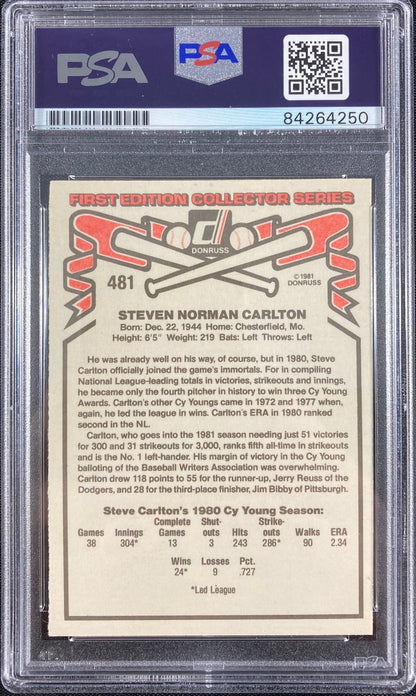 PSA
PSA
84264250
FIRST EDITION COLLECTOR SERIES
d
DONRUSS
481
©1981
DONRUSS
STEVEN NORMAN CARLTON
Born: Dec. 22, 1944 Home: Chesterfield, Mo.
Height: 6'5" Weight: 219 Bats: Left Throws: Left
He was already well on his way, of course, but in 1980, Steve
Carlton officially joined the game's immortals. For in compiling
National League-leading totals in victories, strikeouts and innings,
he became only the fourth pitcher in history to win three Cy Young
Awards. Carlton's other Cy Youngs came in 1972 and 1977 when,
again, he led the league in wins. Carlton's ERA in 1980 ranked
second in the NL.
Carlton, who goes into the 1981 season needing just 51 victories
for 300 and 31 strikeouts for 3,000, ranks fifth all-time in strikeouts
and is the No. 1 left-hander. His margin of victory in the Cy Young
balloting of the Baseball Writers Association was overwhelming.
Carlton drew 118 points to 55 for the runner-up, Jerry Reuss of the
Dodgers, and 28 for the third-place finisher, Jim Bibby of Pittsburgh.
Steve Carlton's 1980 Cy Young Season:
Complete Shut- Strike-
Games Innings Games outs Hits outs Walks ERA
38 304* 13 3 243 286* 90 2.34
Wins Losses Pct.
24* 9 .727
*Led League